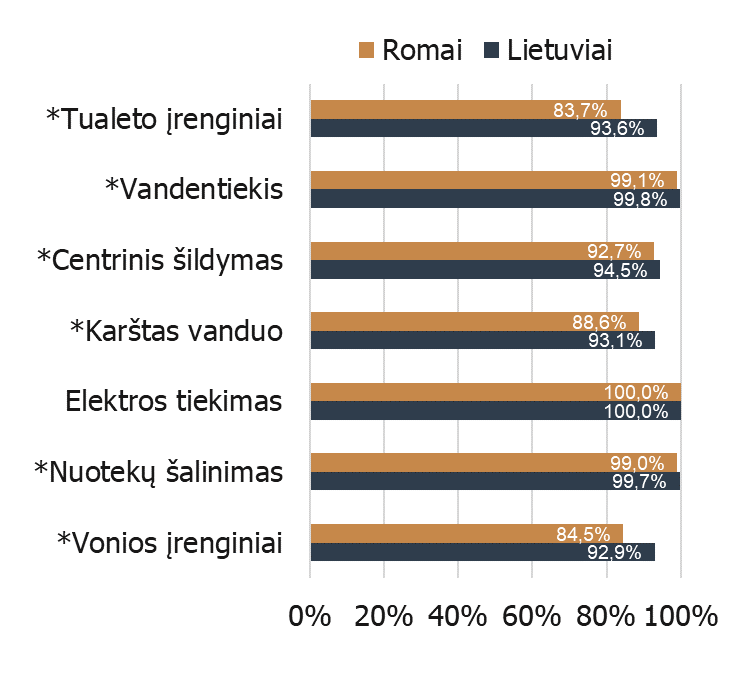 Romai Lietuviai
*Tualeto įrenginiai 83,7%
93,6%
*Vandentiekis 99,1%
99,8%
*Centrinis šildymas 92,7%
94,5%
*Karštas vanduo 88,6%
93,1%
Elektros tiekimas 100,0%
100,0%
*Nuotekų šalinimas 99,0%
99,7%
*Vonios įrenginiai 84,5%
92,9%
0% 20% 40% 60% 80% 100%